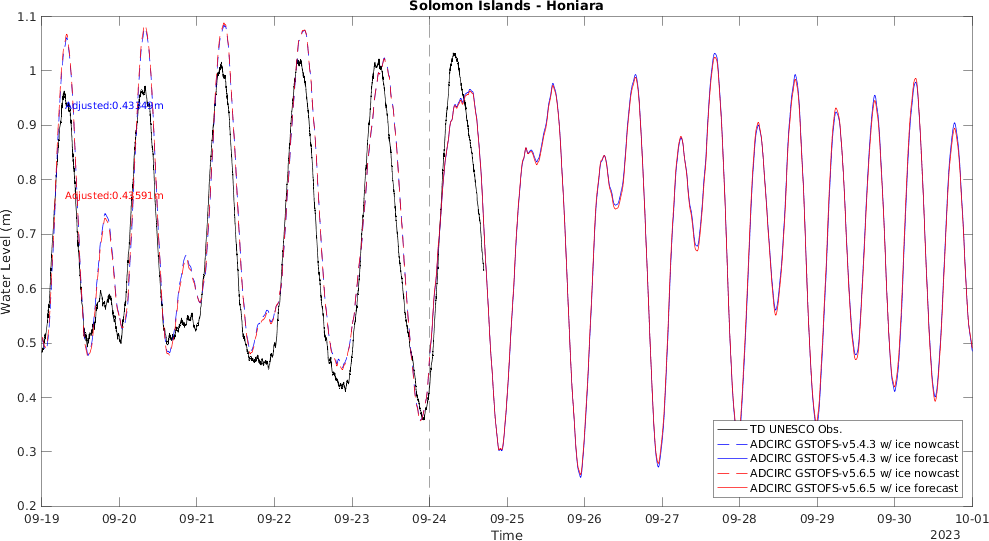 Solomon Islands - Honiara
1.1
1
0.9
0.8
0.7
0.6
0.5
0.4
0.3
0.2
Water Level (m)
Adjusted:0.43349m
Adjusted:0.43591m
TD UNESCO Obs.
ADCIRC GSTOFS-v5.4.3 w/ ice nowcast
ADCIRC GSTOFS-v5.4.3 w/ ice forecast
ADCIRC GSTOFS-v5.6.5 w/ ice nowcast
ADCIRC GSTOFS-v5.6.5 w/ ice forecast
09-19 09-20 09-21 09-22 09-23 09-24 09-25 09-26 09-27 09-28 09-29 09-30 10-01
Time
2023